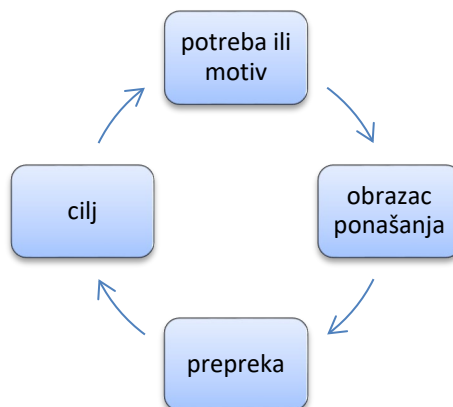 potreba ili
motiv
obrazac
ponašanja
prepreka
cilj